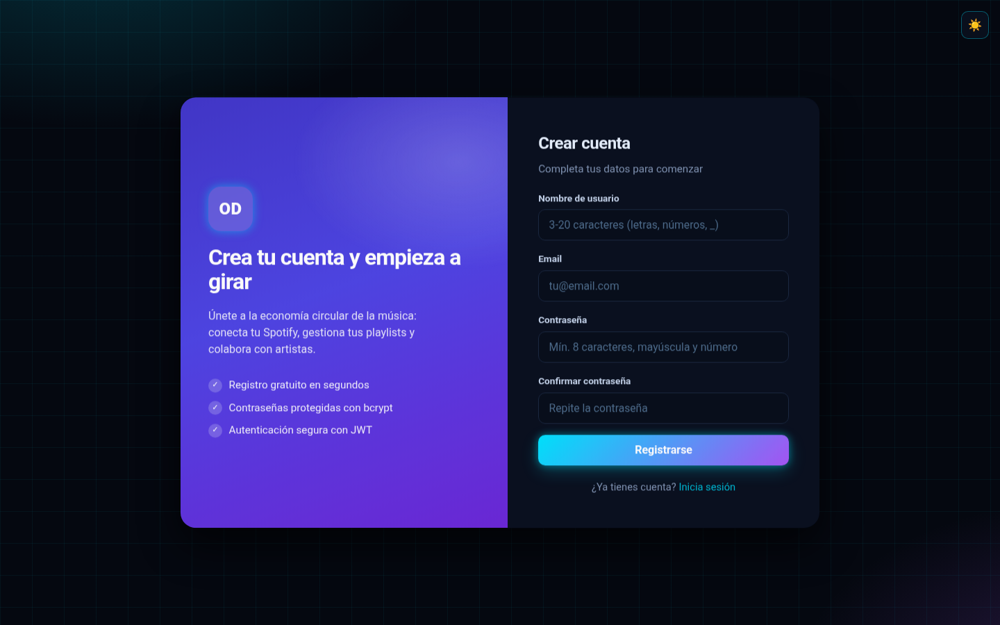 OD
Crea tu cuenta y empieza a
girar
Únete a la economía circular de la música:
conecta tu Spotify, gestiona tus playlists y
colabora con artistas.
✓ Registro gratuito en segundos
✓ Contraseñas protegidas con bcrypt
✓ Autenticación segura con JWT
Crear cuenta
Completa tus datos para comenzar
Nombre de usuario
3-20 caracteres (letras, números, _)
Email
tu@email.com
Contraseña
Mín. 8 caracteres, mayúscula y número
Confirmar contraseña
Repite la contraseña
Registrarse
¿Ya tienes cuenta? Inicia sesión